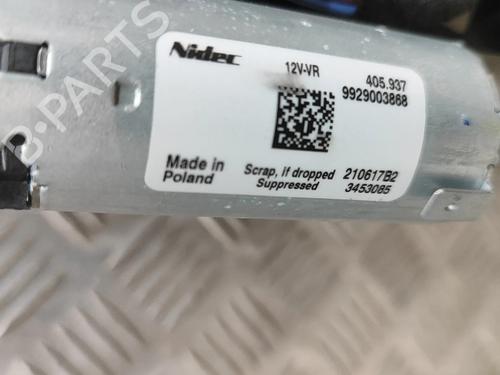 Nidec
12V-VR
405.937
9929003868
Made in
Poland
Scrap, if dropped
Suppressed
210617B2
3453085
B-PARTS